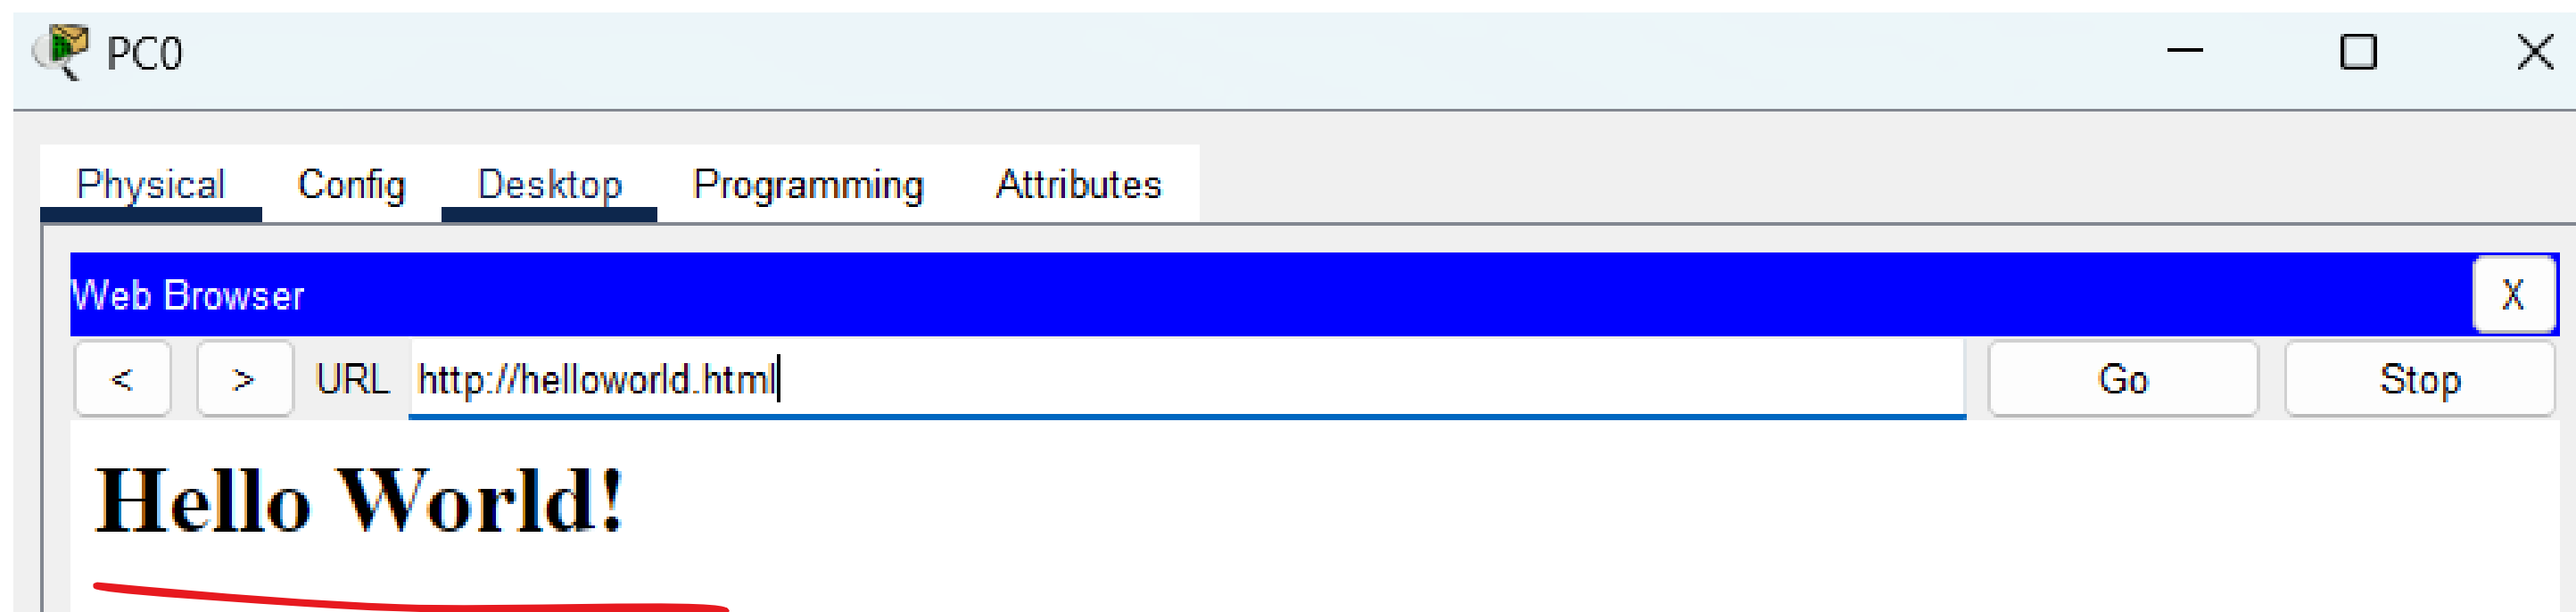 PC0
Physical Config Desktop Programming Attributes
Web Browser X
< > URL http://helloworld.html Go Stop
Hello World!